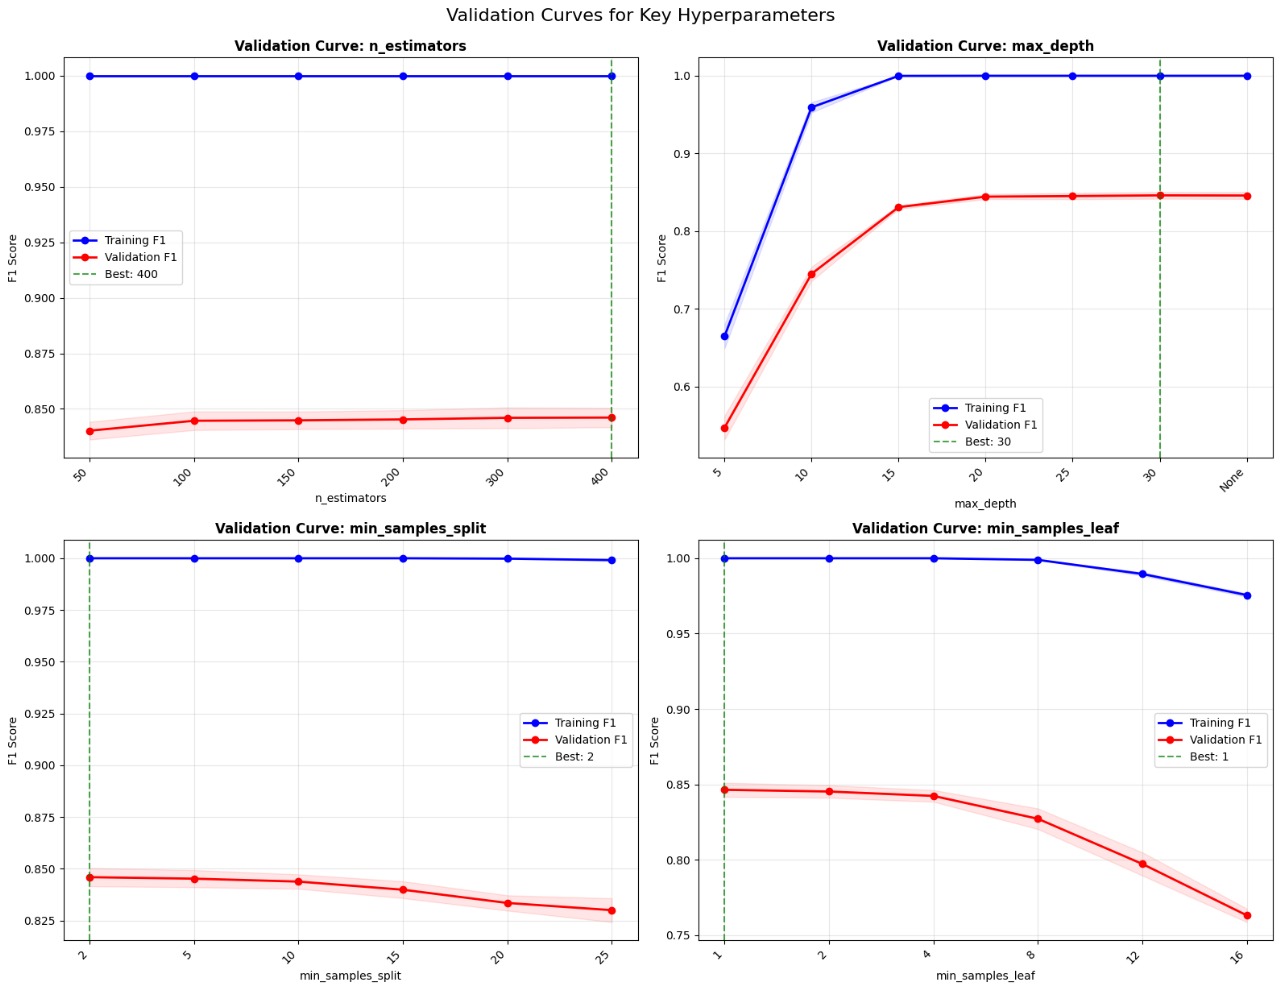 Validation Curves for Key Hyperparameters
Validation Curve: n_estimators
1.000
0.975
0.950
0.925
0.900
0.875
0.850
F1 Score
Training F1
Validation F1
Best: 400
50
100
150
200
300
400
n_estimators
Validation Curve: max_depth
1.0
0.9
0.8
0.7
0.6
F1 Score
Training F1
Validation F1
Best: 30
5
10
15
20
25
30
None
max_depth
Validation Curve: min_samples_split
1.000
0.975
0.950
0.925
0.900
0.875
0.850
0.825
F1 Score
Training F1
Validation F1
Best: 2
2
5
10
15
20
25
min_samples_split
Validation Curve: min_samples_leaf
1.00
0.95
0.90
0.85
0.80
0.75
F1 Score
Training F1
Validation F1
Best: 1
1
2
4
8
12
16
min_samples_leaf